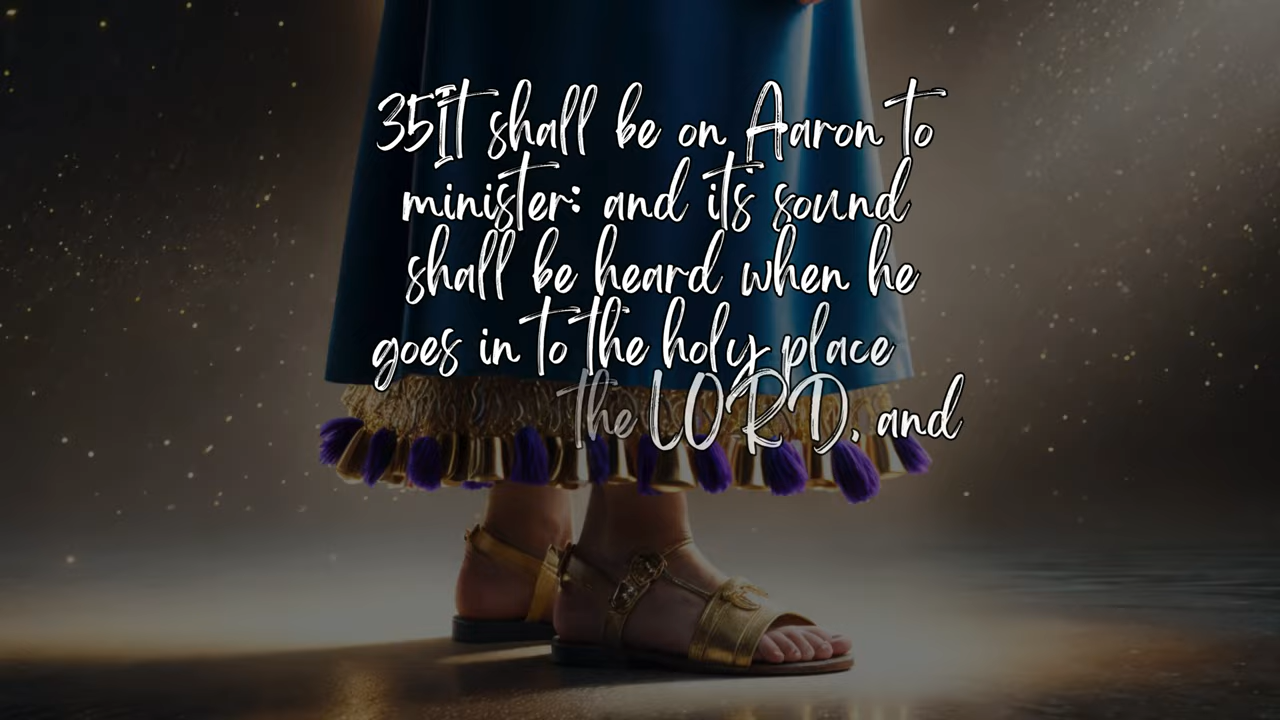 35It shall be on Aaron to
minister: and its sound
shall be heard when he
goes in to the holy place
the LORD, and